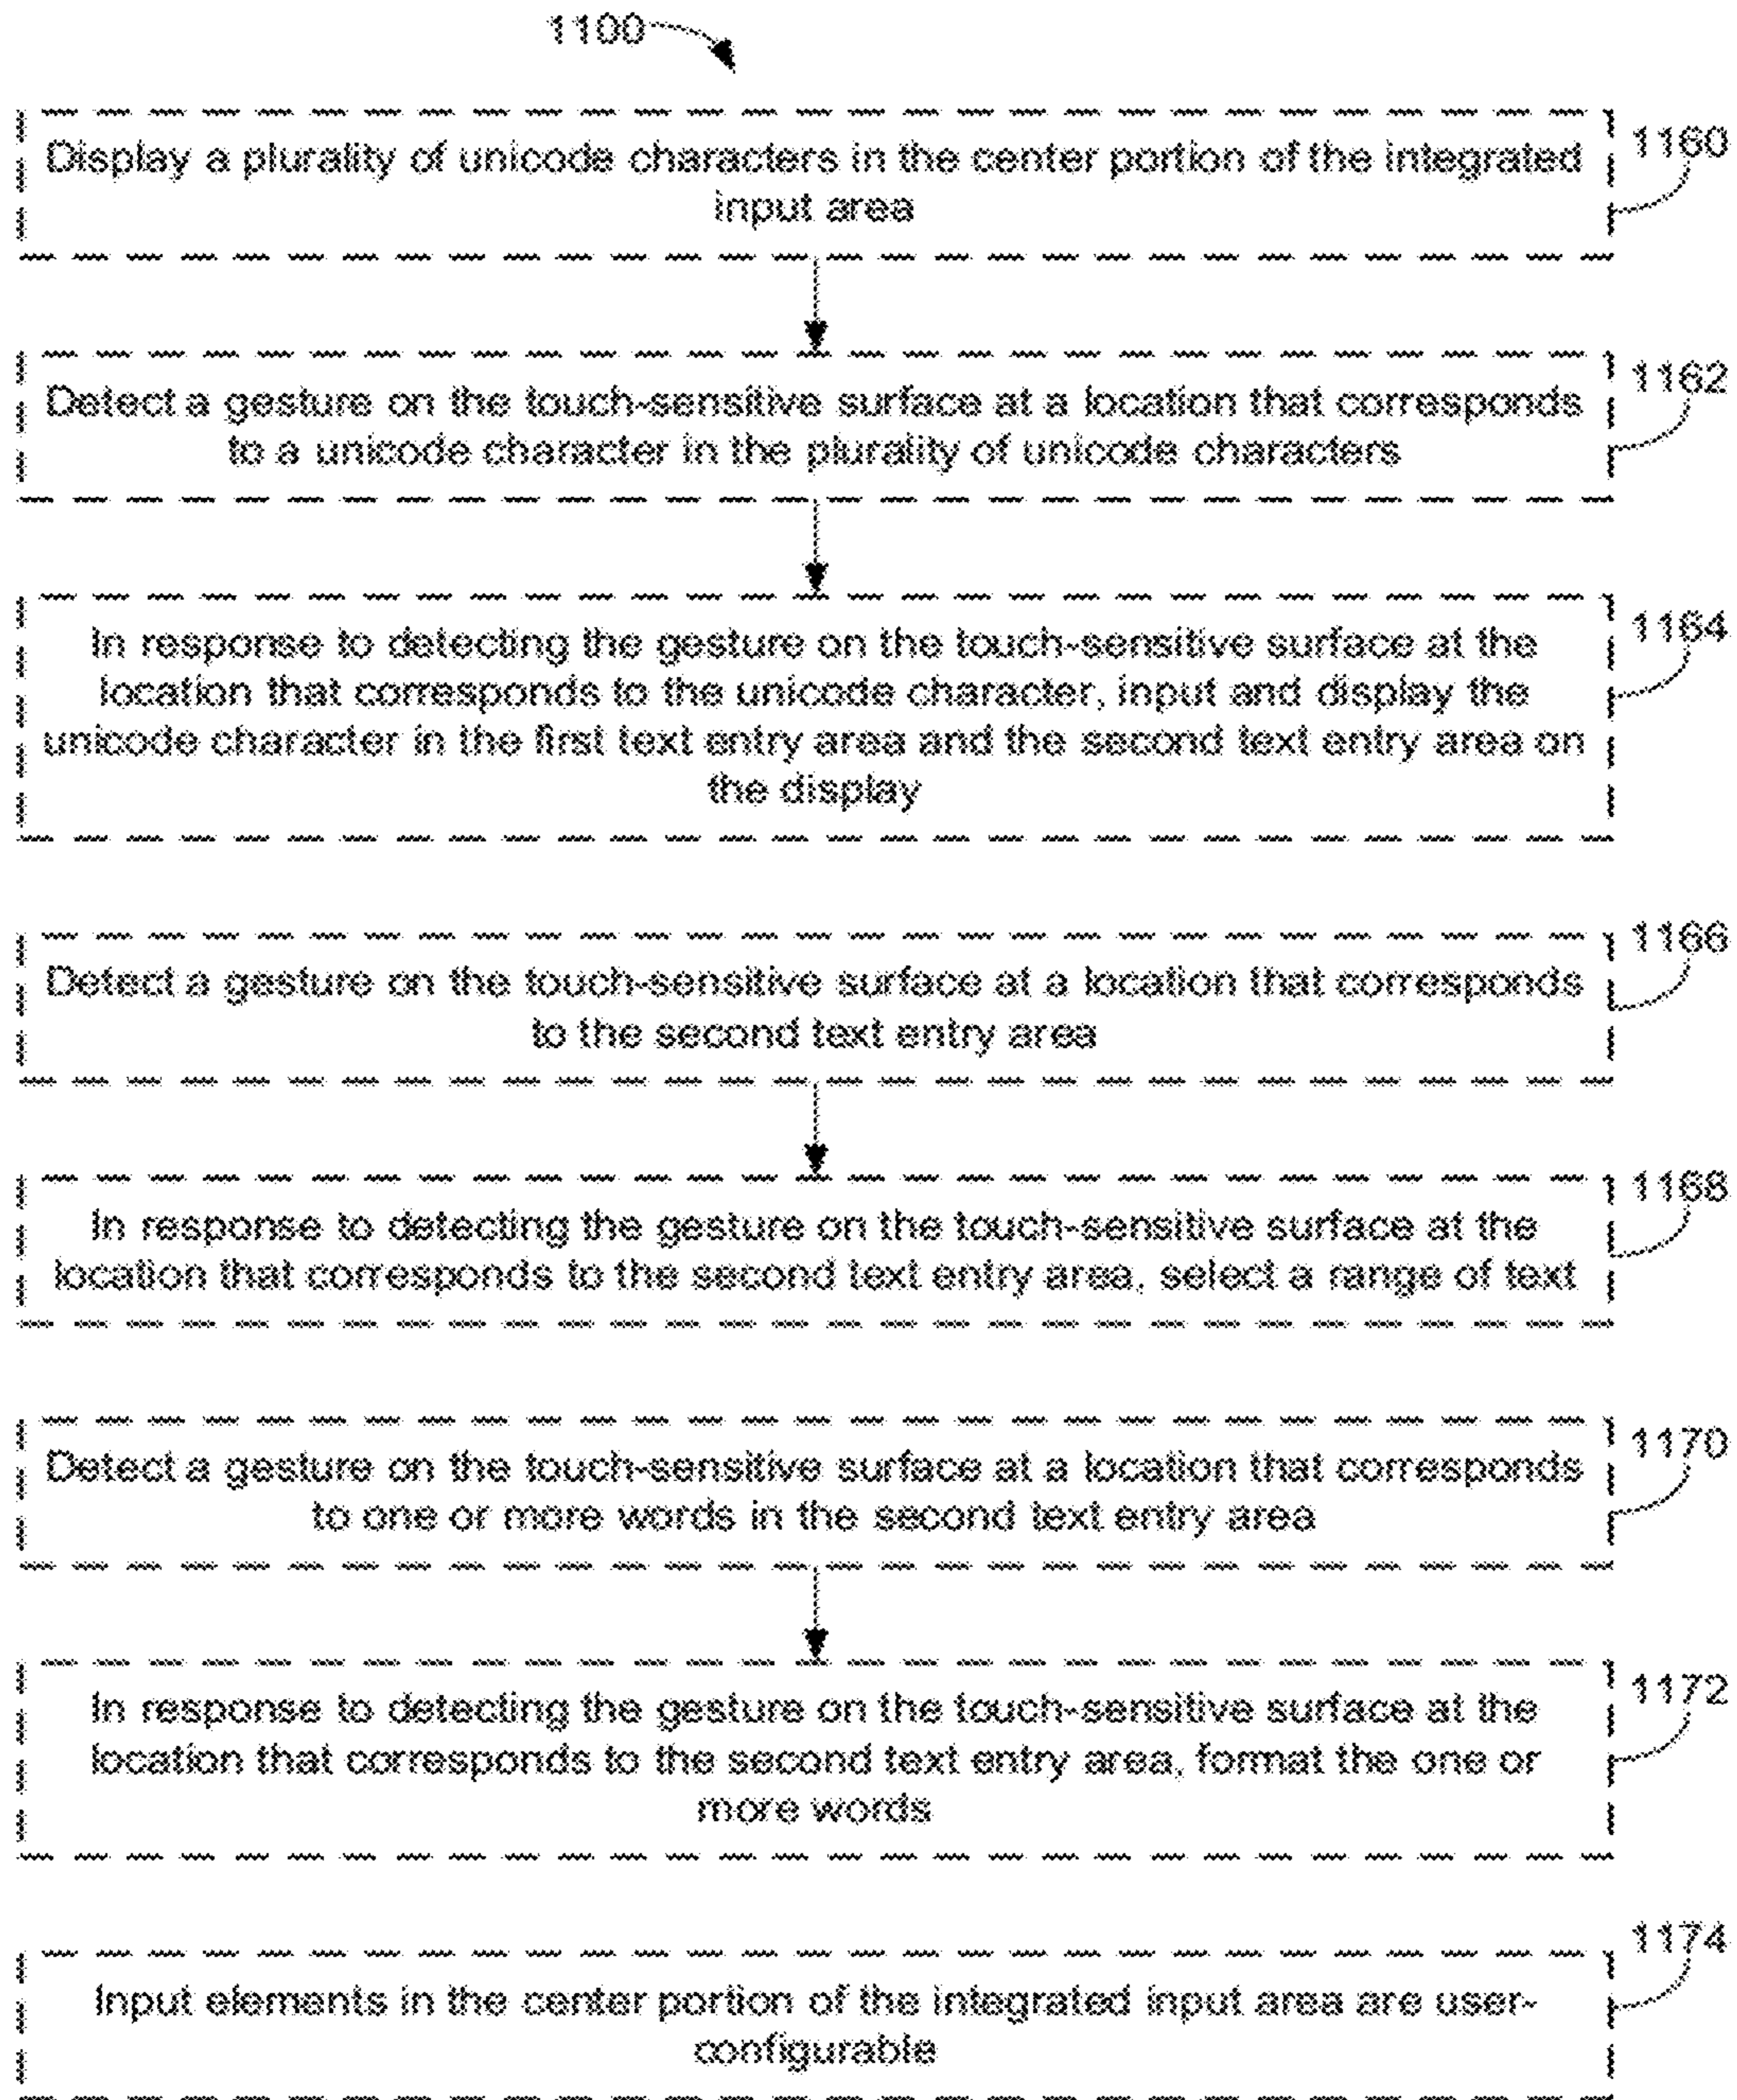 1100
Display a plurality of unicode characters in the center portion of the integrated
input area
1160
Detect a gesture on the touch-sensitive surface at a location that corresponds
to a unicode character in the plurality of unicode characters
1162
In response to detecting the gesture on the touch-sensitive surface at the
location that corresponds to the unicode character, input and display the
unicode character in the first text entry area and the second text entry area on
the display
1164
Detect a gesture on the touch-sensitive surface at a location that corresponds
to the second text entry area
1166
In response to detecting the gesture on the touch-sensitive surface at the
location that corresponds to the second text entry area, select a range of text
1168
Detect a gesture on the touch-sensitive surface at a location that corresponds
to one or more words in the second text entry area
1170
In response to detecting the gesture on the touch-sensitive surface at the
location that corresponds to the second text entry area, format the one or
more words
1172
Input elements in the center portion of the integrated input area are user-
configurable
1174